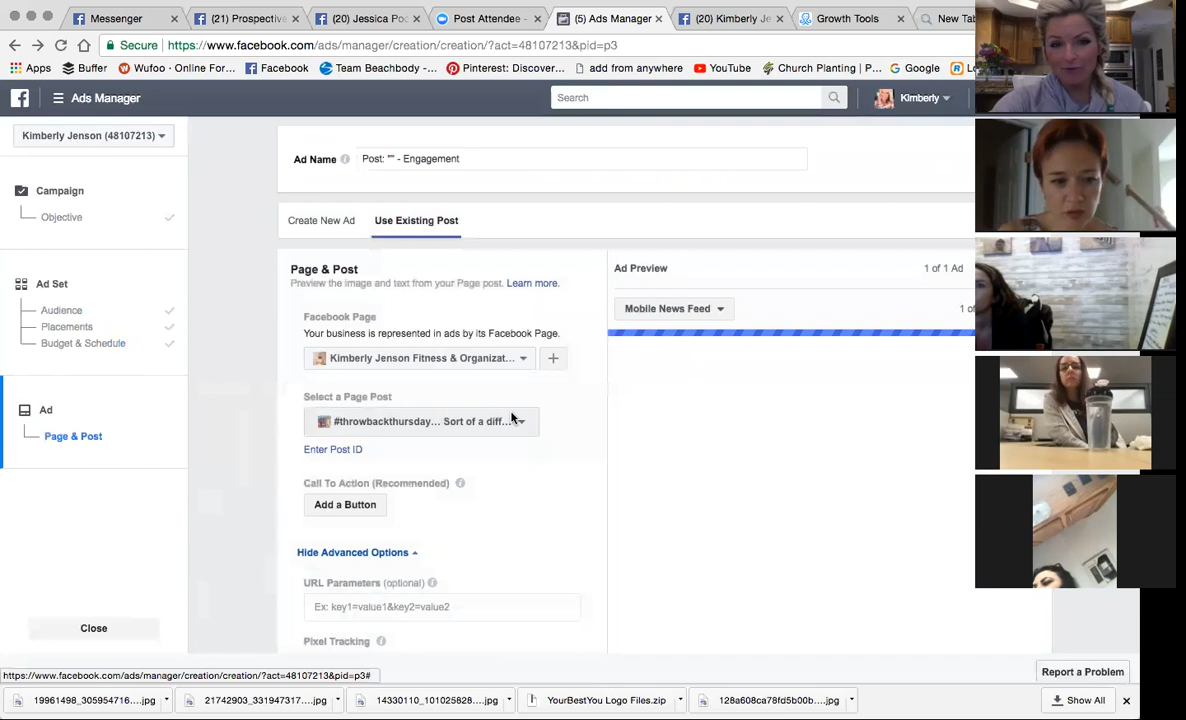 Messenger
(21) Prospective
(20) Jessica Po
Post Attendee -
(5) Ads Manager
(20) Kimberly Je
Growth Tools
New Tab
Secure
https://www.facebook.com/ads/manager/creation/creation/?act=48107213&pid=p3
Apps
Buffer
Wufoo - Online For...
Facebook
Team Beachbody -...
Pinterest: Discover...
add from anywhere
YouTube
Church Planting | P...
Google
Lo
Ads Manager
Search
Kimberly
Kimberly Jenson (48107213)
Campaign
Objective
Ad Set
Audience
Placements
Budget & Schedule
Ad
Page & Post
Close
Ad Name
Post: "" - Engagement
Create New Ad
Use Existing Post
Page & Post
Preview the image and text from your Page post. Learn more.
Facebook Page
Your business is represented in ads by its Facebook Page.
Kimberly Jenson Fitness & Organizat...
Select a Page Post
#throwbackthursday... Sort of a diff...
Enter Post ID
Call To Action (Recommended)
Add a Button
Hide Advanced Options
URL Parameters (optional)
Ex: key1=value1&key2=value2
Pixel Tracking
Ad Preview
1 of 1 Ad
Mobile News Feed
1 of
Report a Problem
https://www.facebook.com/ads/manager/creation/creation/?act=48107213&pid=p3#
19961498_305954716....jpg
21742903_331947317....jpg
14330110_101025828....jpg
YourBestYou Logo Files.zip
128a608ca78fd5b00b....jpg
Show All